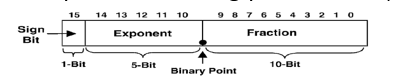 15 14 13 12 11 10 9 8 7 6 5 4 3 2 1 0
Sign Bit Exponent Fraction
1-Bit 5-Bit 10-Bit
Binary Point